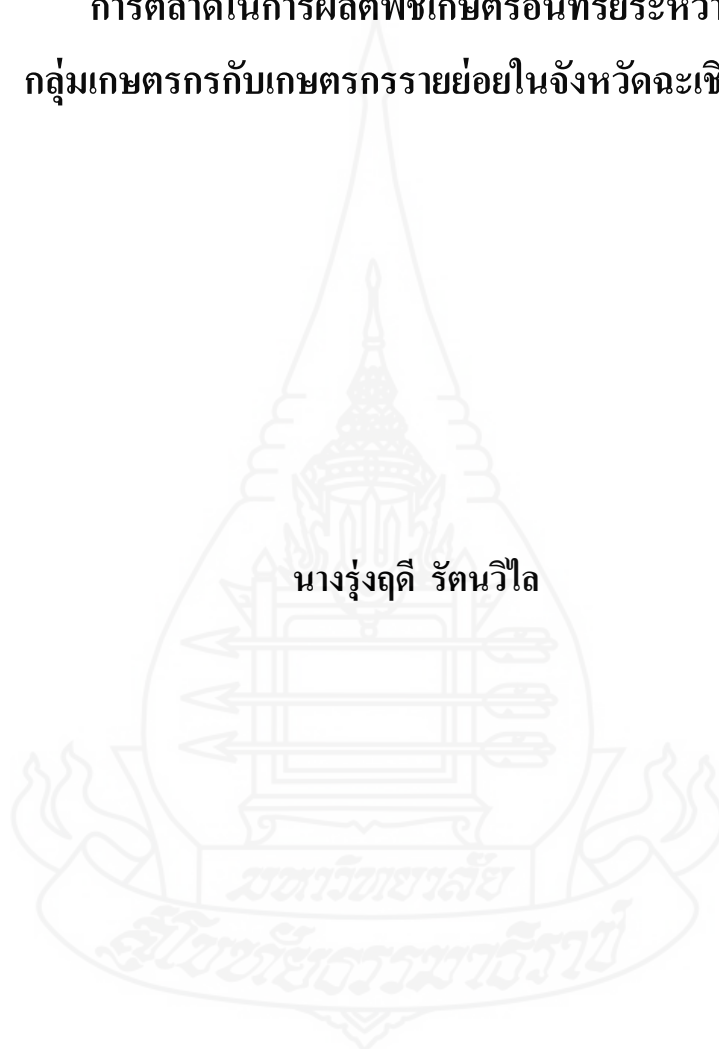 การตลาดในการผลิตพืชเกษตรอินทรีย์ระหว่า
กลุ่มเกษตรกรกับเกษตรกรรายย่อยในจังหวัดฉะเชิ
นางรุ่งฤดี รัตนวิไล
มหาวิทยาลัย
สุโขทัยธรรมาธิราช